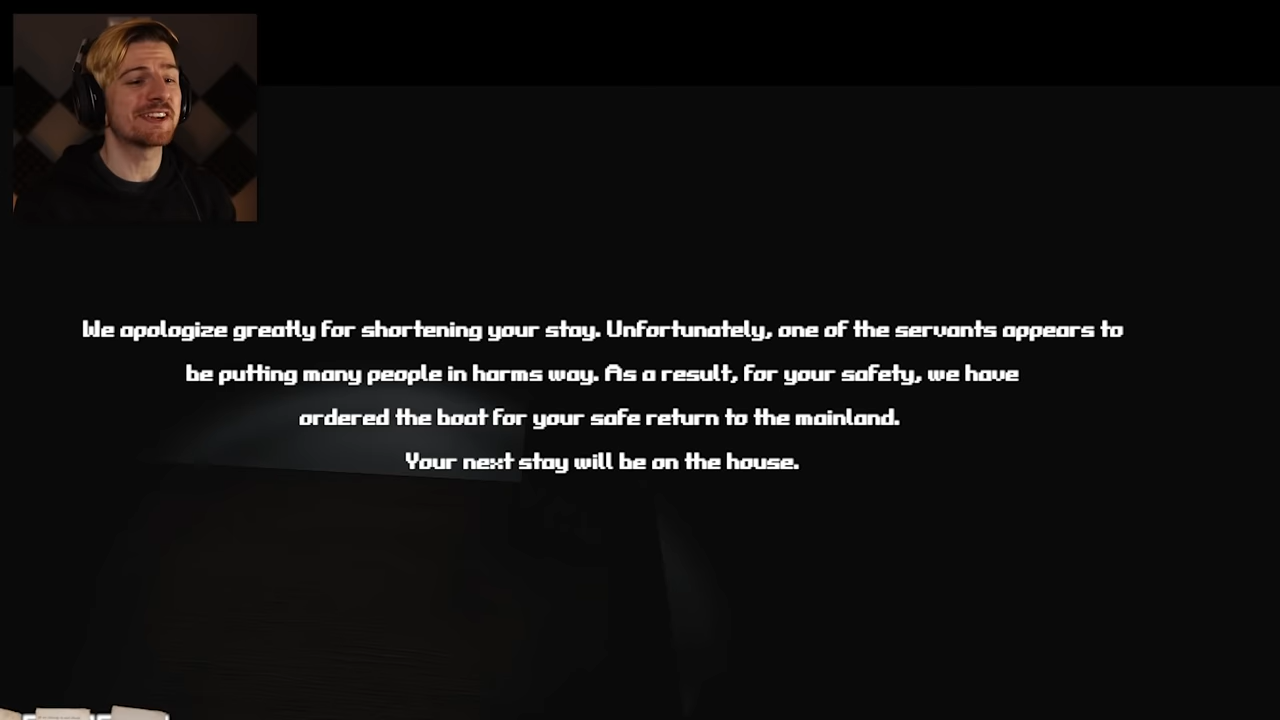 We apologize greatly for shortening your stay. Unfortunately, one of the servants appears to
be putting many people in harms way. As a result, for your safety, we have
ordered the boat for your safe return to the mainland.
Your next stay will be on the house.